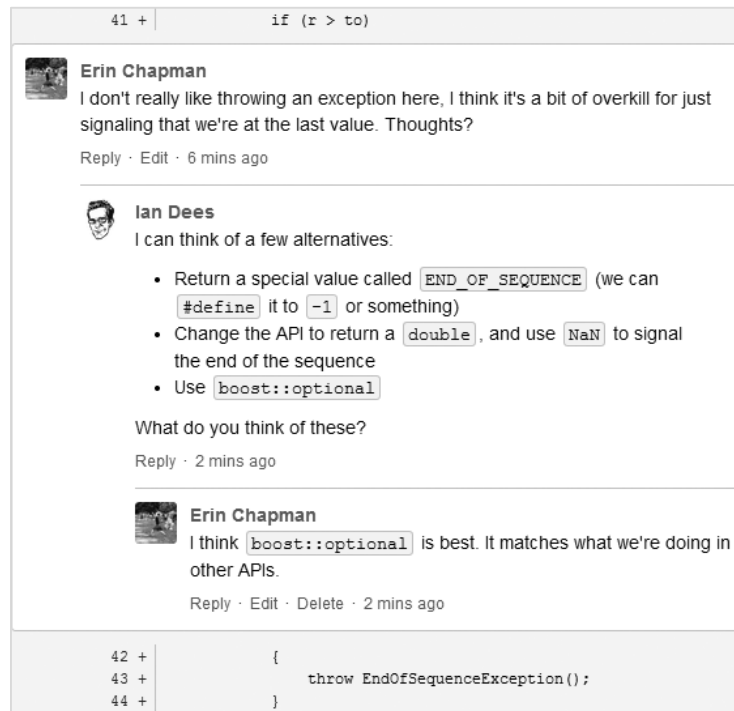 41 + if (r > to)
Erin Chapman
I don't really like throwing an exception here, I think it's a bit of overkill for just
signaling that we're at the last value. Thoughts?
Reply · Edit · 6 mins ago
Ian Dees
I can think of a few alternatives:
• Return a special value called END_OF_SEQUENCE (we can
#define it to -1 or something)
• Change the API to return a double, and use NaN to signal
the end of the sequence
• Use boost::optional
What do you think of these?
Reply · 2 mins ago
Erin Chapman
I think boost::optional is best. It matches what we're doing in
other APIs.
Reply · Edit · Delete · 2 mins ago
42 + {
43 + throw EndOfSequenceException();
44 + }